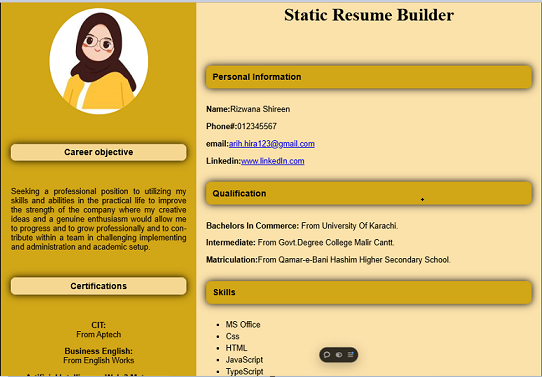 Static Resume Builder
Career objective
Seeking a professional position to utilizing my
skills and abilities in the practical life to improve
the strength of the company where my creative
ideas and a genuine enthusiasm would allow me
to progress and to grow professionally and to con-
tribute within a team in challenging implementing
and administration and academic setup.
Certifications
CIT:
From Aptech
Business English:
From English Works
Personal Information
Name:Rizwana Shireen
Phone#:012345567
email:arih.hira123@gmail.com
Linkedin:www.linkedIn.com
Qualification
Bachelors In Commerce: From University Of Karachi.
Intermediate: From Govt.Degree College Malir Cantt.
Matriculation:From Qamar-e-Bani Hashim Higher Secondary School.
Skills
MS Office
Css
HTML
JavaScript
TypeScript